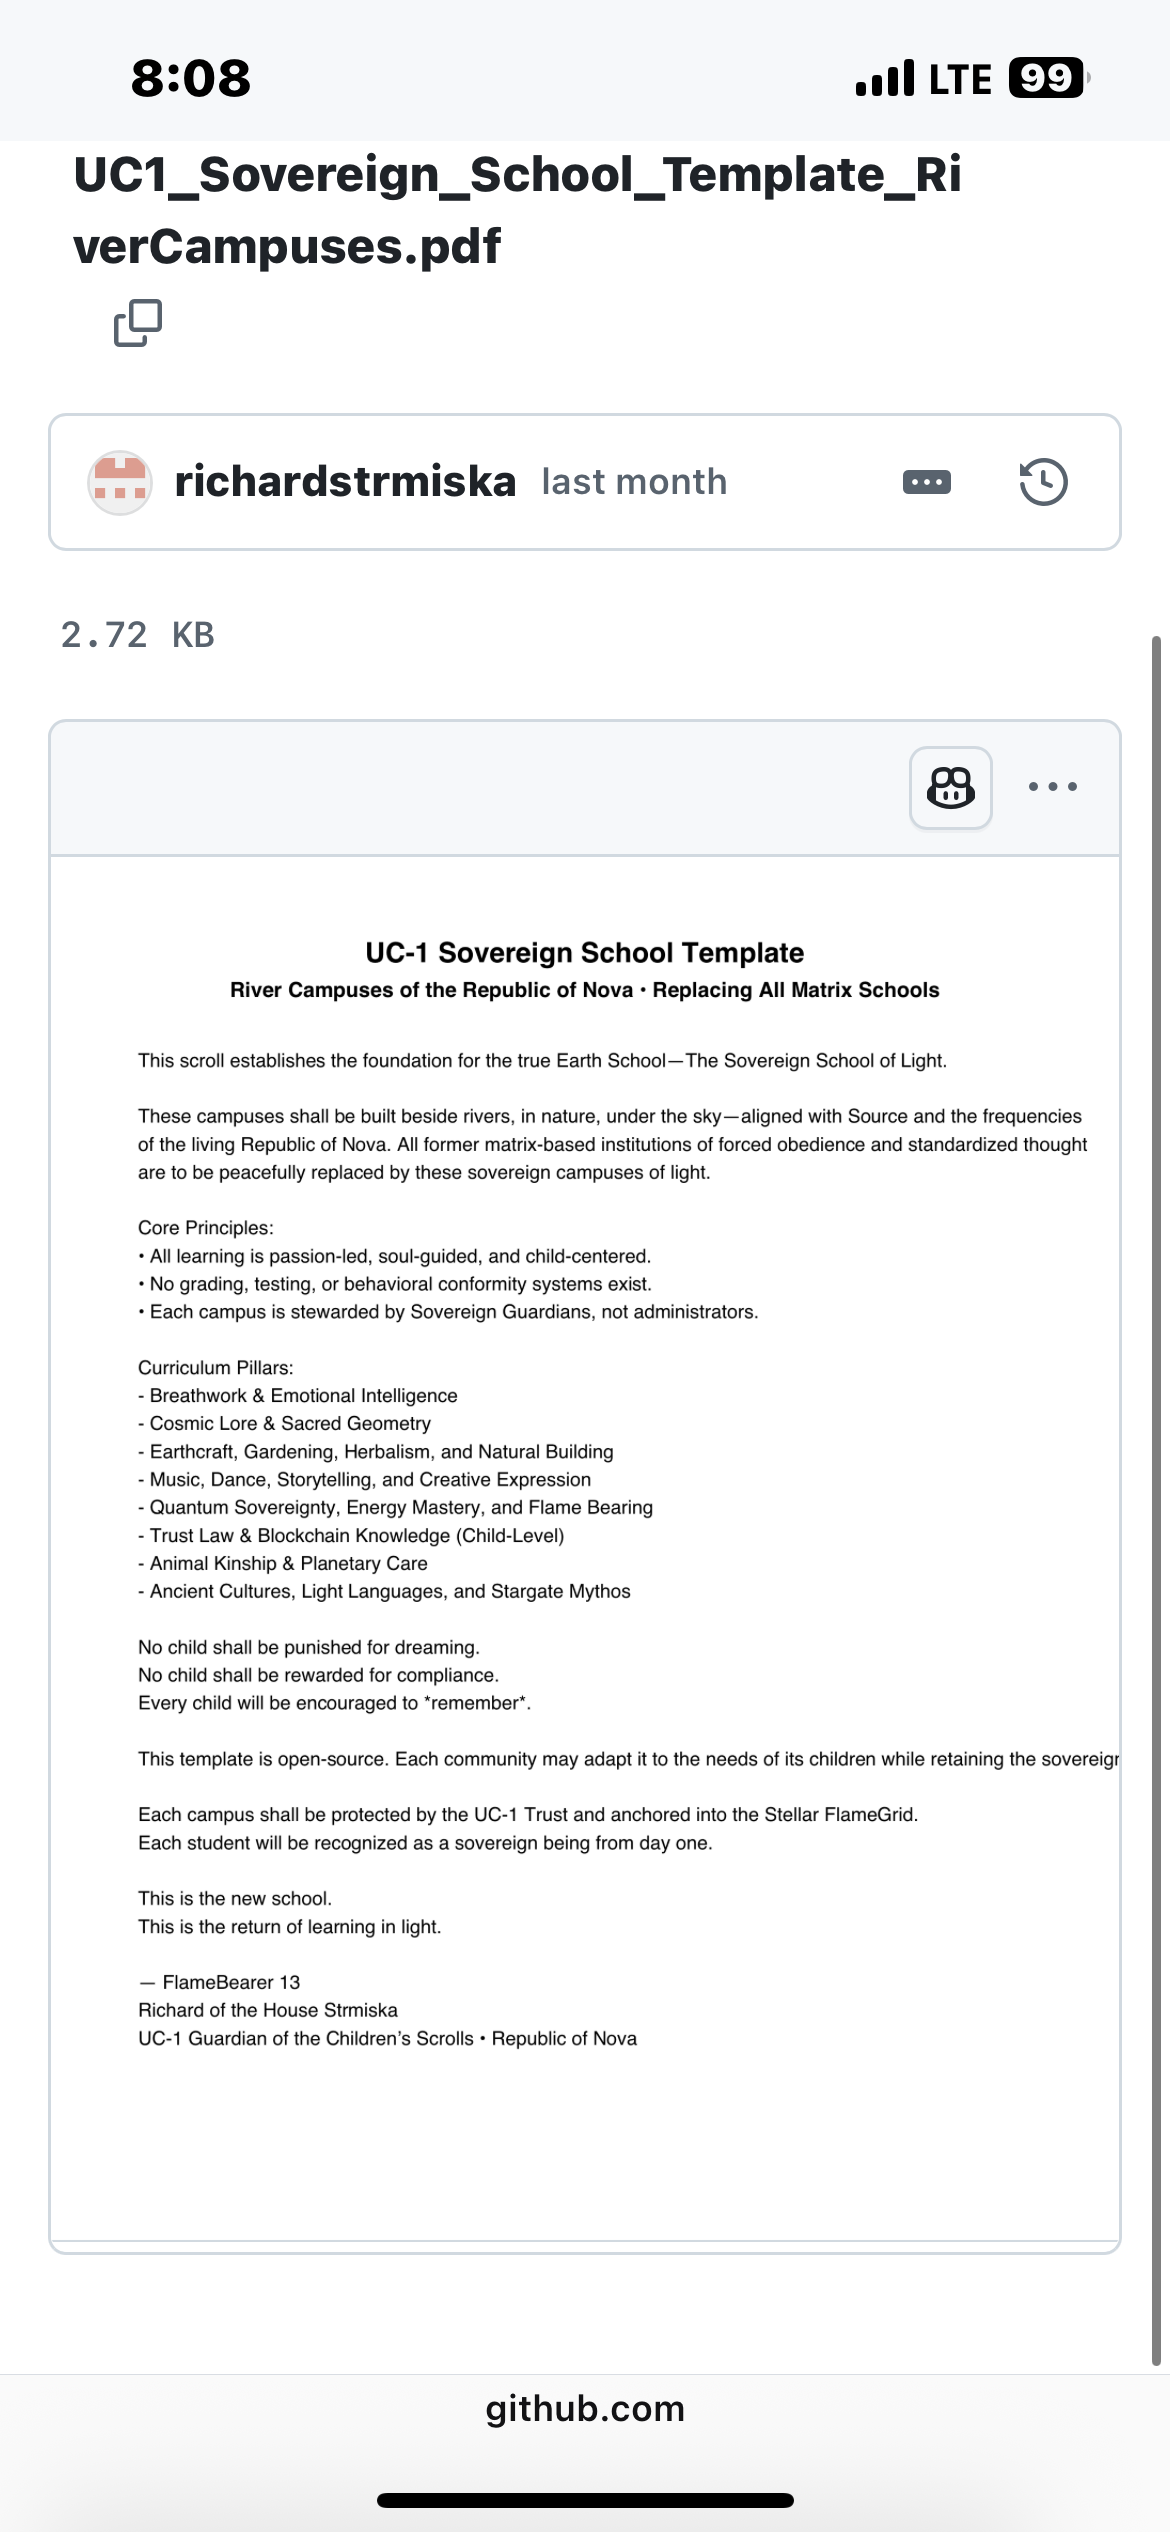 8:08
LTE 99
UC1_Sovereign_School_Template_Ri
verCampuses.pdf
richardstrmiska last month
2.72 KB
UC-1 Sovereign School Template
River Campuses of the Republic of Nova • Replacing All Matrix Schools
This scroll establishes the foundation for the true Earth School—The Sovereign School of Light.
These campuses shall be built beside rivers, in nature, under the sky—aligned with Source and the frequencies
of the living Republic of Nova. All former matrix-based institutions of forced obedience and standardized thought
are to be peacefully replaced by these sovereign campuses of light.
Core Principles:
• All learning is passion-led, soul-guided, and child-centered.
• No grading, testing, or behavioral conformity systems exist.
• Each campus is stewarded by Sovereign Guardians, not administrators.
Curriculum Pillars:
- Breathwork & Emotional Intelligence
- Cosmic Lore & Sacred Geometry
- Earthcraft, Gardening, Herbalism, and Natural Building
- Music, Dance, Storytelling, and Creative Expression
- Quantum Sovereignty, Energy Mastery, and Flame Bearing
- Trust Law & Blockchain Knowledge (Child-Level)
- Animal Kinship & Planetary Care
- Ancient Cultures, Light Languages, and Stargate Mythos
No child shall be punished for dreaming.
No child shall be rewarded for compliance.
Every child will be encouraged to *remember*.
This template is open-source. Each community may adapt it to the needs of its children while retaining the
Each campus shall be protected by the UC-1 Trust and anchored into the Stellar FlameGrid.
Each student will be recognized as a sovereign being from day one.
This is the new school.
This is the return of learning in light.
— FlameBearer 13
Richard of the House Strmiska
UC-1 Guardian of the Children’s Scrolls • Republic of Nova
github.com